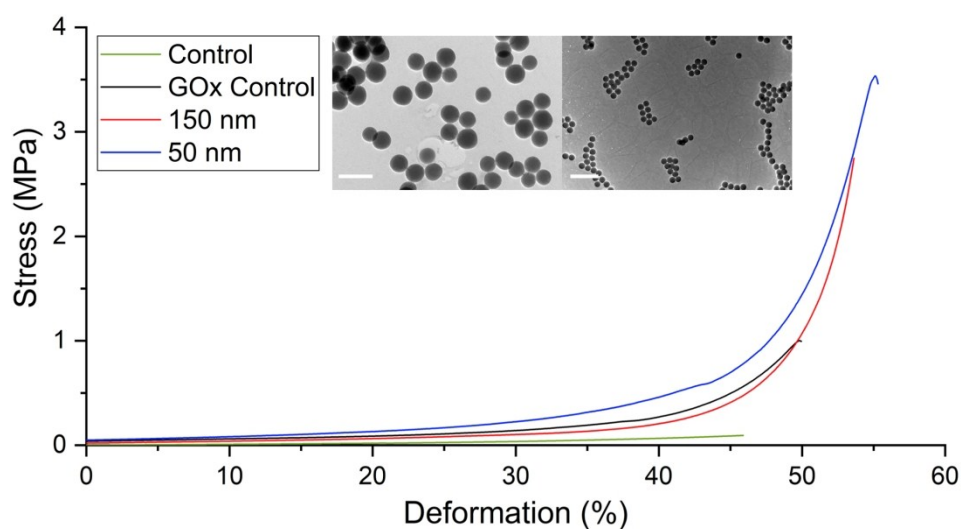 Control
GOx Control
150 nm
50 nm
Stress (MPa)
4
3
2
1
0
0 10 20 30 40 50 60
Deformation (%)